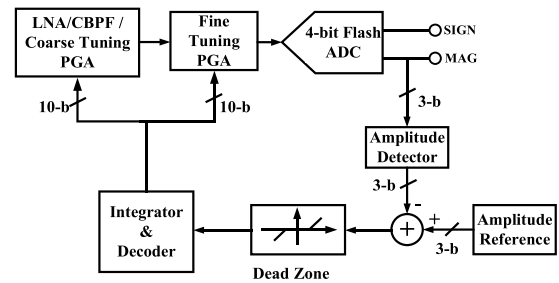 LNA/CBPF /
Coarse Tuning
PGA
Fine
Tuning
PGA
4-bit Flash
ADC
SIGN
MAG
10-b
10-b
3-b
Amplitude
Detector
3-b
-
+
+
3-b
Amplitude
Reference
Integrator
&
Decoder
Dead Zone